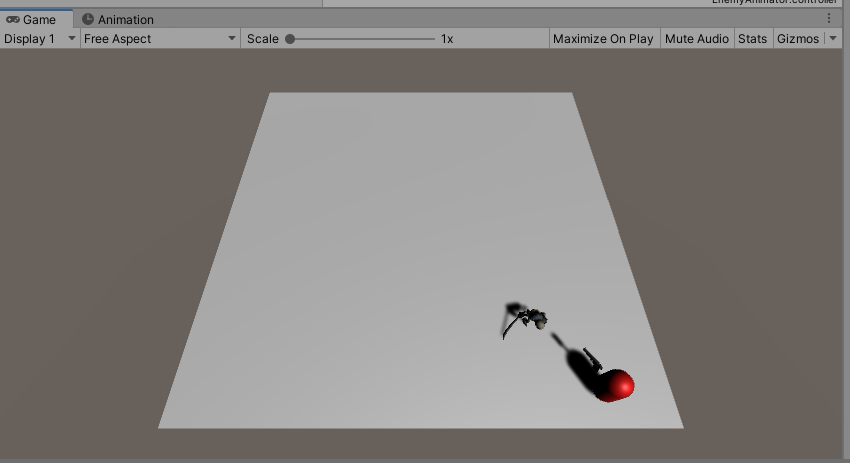 EnemyAnimator.controller
Game Animation
Display 1 Free Aspect Scale 1x Maximize On Play Mute Audio Stats Gizmos